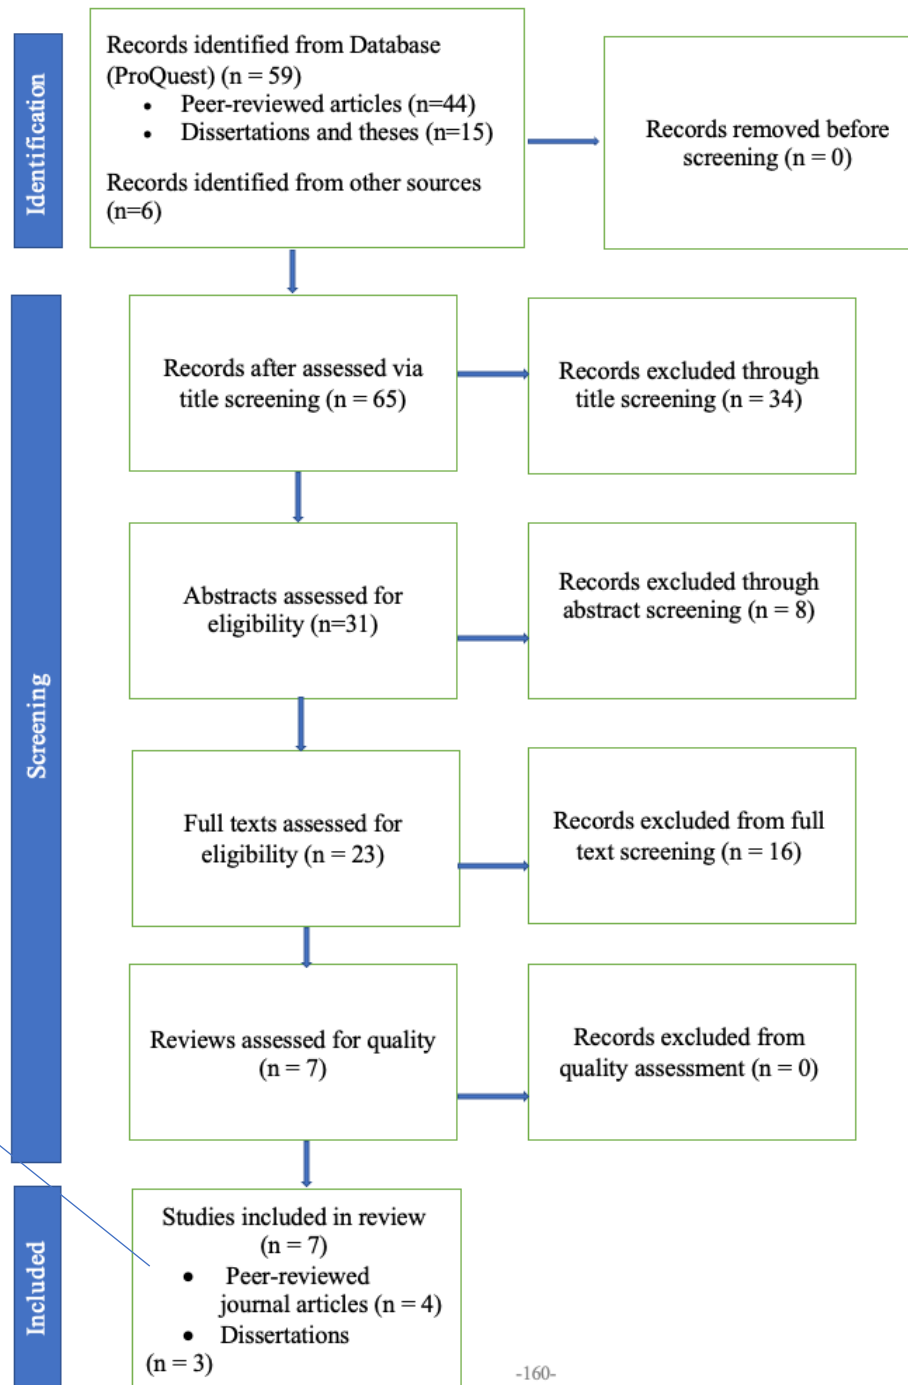 Identification
Records identified from Database
(ProQuest) (n = 59)
• Peer-reviewed articles (n=44)
• Dissertations and theses (n=15)
Records identified from other sources
(n=6)
Records removed before
screening (n = 0)
Screening
Records after assessed via
title screening (n = 65)
Records excluded through
title screening (n = 34)
Abstracts assessed for
eligibility (n=31)
Records excluded through
abstract screening (n = 8)
Full texts assessed for
eligibility (n = 23)
Records excluded from full
text screening (n = 16)
Reviews assessed for quality
(n = 7)
Records excluded from
quality assessment (n = 0)
Included
Studies included in review
(n = 7)
• Peer-reviewed
journal articles (n = 4)
• Dissertations
(n = 3)
-160-